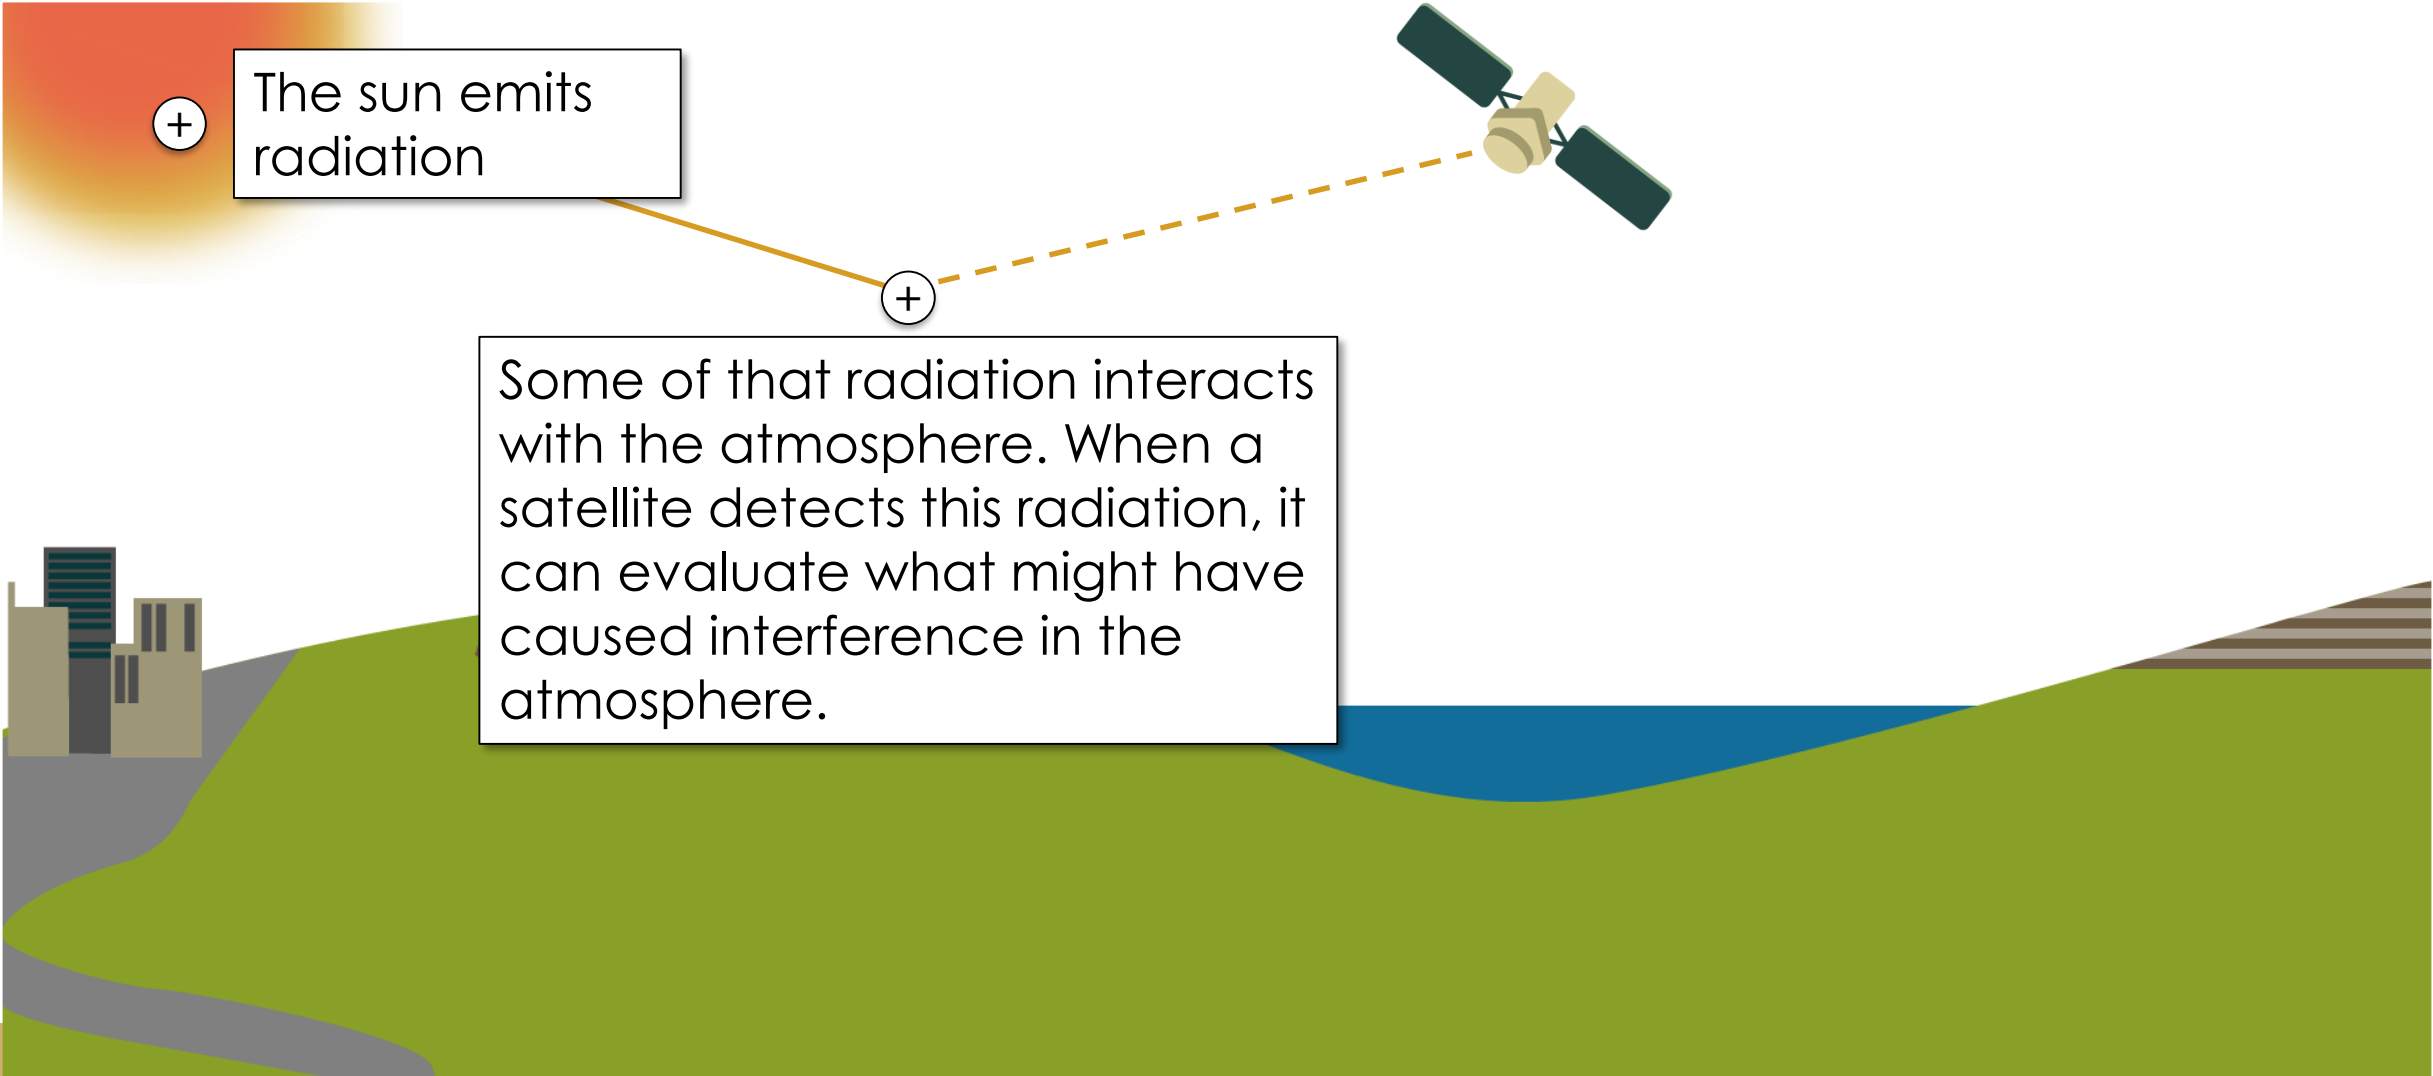 The sun emits
radiation
+
+
Some of that radiation interacts
with the atmosphere. When a
satellite detects this radiation, it
can evaluate what might have
caused interference in the
atmosphere.